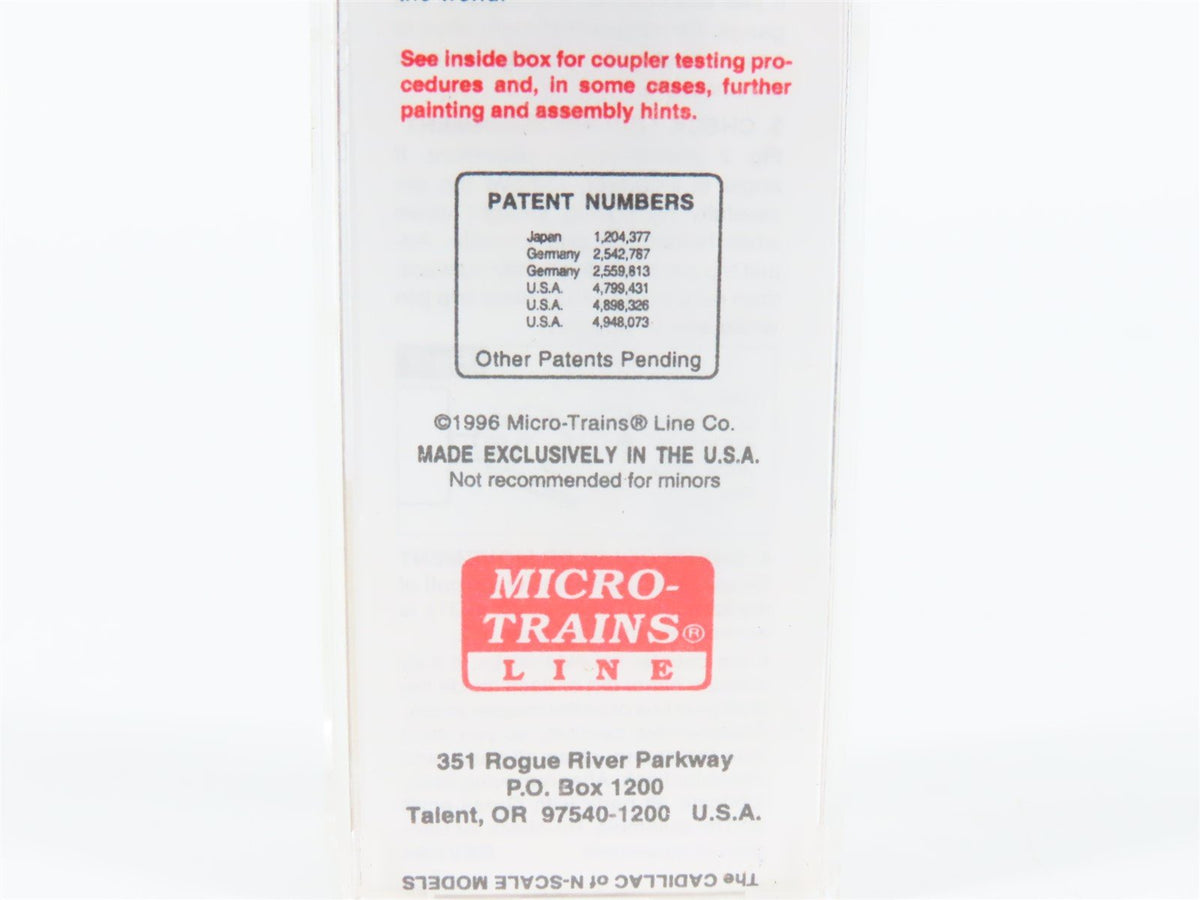 the world.
See inside box for coupler testing pro-
cedures and, in some cases, further
painting and assembly hints.
PATENT NUMBERS
Japan 1,204,377
Germany 2,542,787
Germany 2,559,813
U.S.A. 4,799,431
U.S.A. 4,898,326
U.S.A. 4,948,073
Other Patents Pending
©1996 Micro-Trains® Line Co.
MADE EXCLUSIVELY IN THE U.S.A.
Not recommended for minors
MICRO-
TRAINS®
LINE
351 Rogue River Parkway
P.O. Box 1200
Talent, OR 97540-1200 U.S.A.
The CADILLAC of N-SCALE MODELS